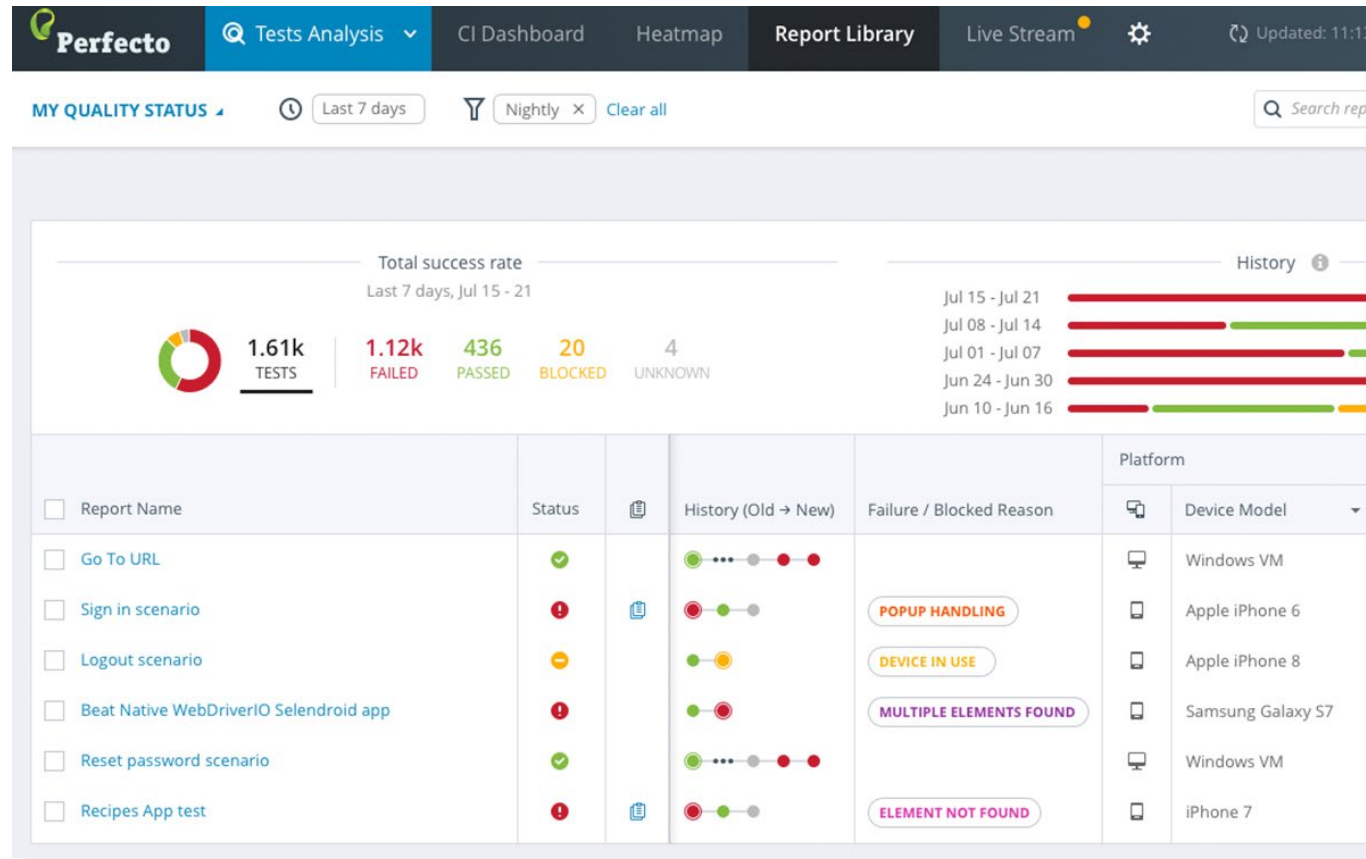 Perfecto Tests Analysis CI Dashboard Heatmap Report Library Live Stream Updated: 11:13
MY QUALITY STATUS Last 7 days Nightly × Clear all Search rep
Total success rate
Last 7 days, Jul 15 - 21
1.61k 1.12k 436 20 4
TESTS FAILED PASSED BLOCKED UNKNOWN
History
Jul 15 - Jul 21
Jul 08 - Jul 14
Jul 01 - Jul 07
Jun 24 - Jun 30
Jun 10 - Jun 16
Platform
Report Name Status History (Old → New) Failure / Blocked Reason Device Model
Go To URL Windows VM
Sign in scenario POPUP HANDLING Apple iPhone 6
Logout scenario DEVICE IN USE Apple iPhone 8
Beat Native WebDriverIO Selendroid app MULTIPLE ELEMENTS FOUND Samsung Galaxy S7
Reset password scenario Windows VM
Recipes App test ELEMENT NOT FOUND iPhone 7